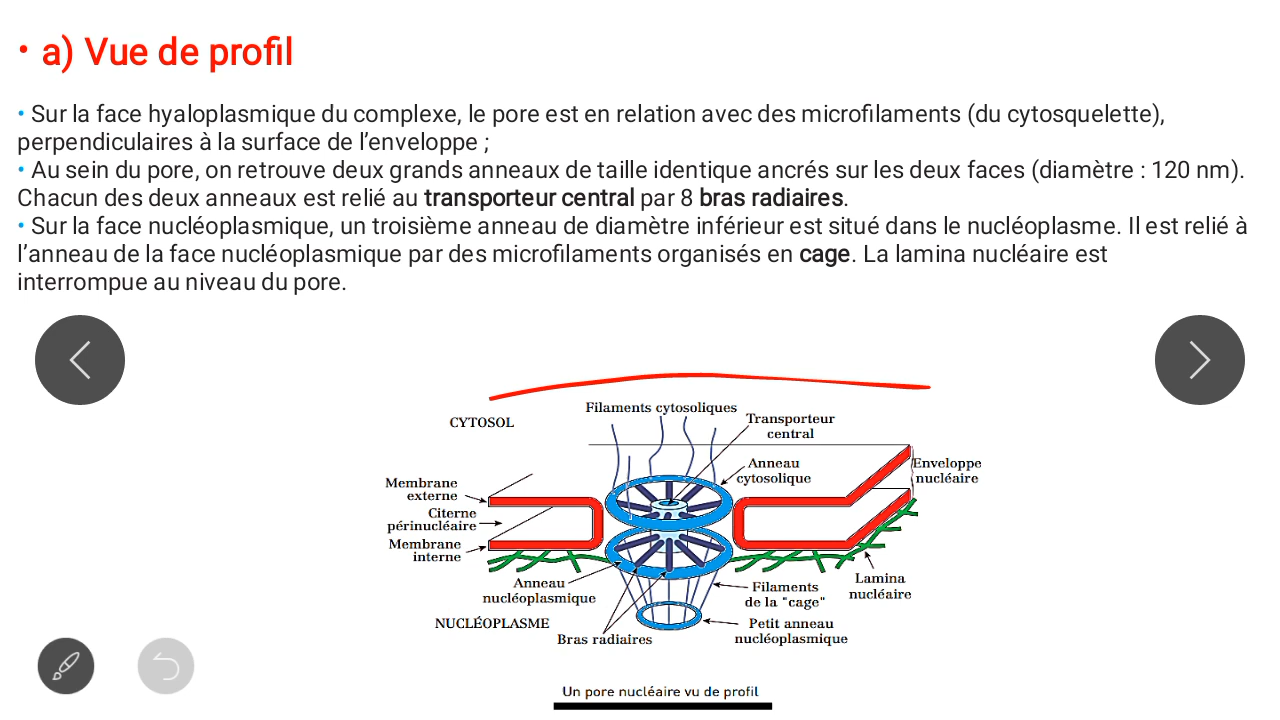 • a) Vue de profil
• Sur la face hyaloplasmique du complexe, le pore est en relation avec des microfilaments (du cytosquelette),
perpendiculaires à la surface de l’enveloppe ;
• Au sein du pore, on retrouve deux grands anneaux de taille identique ancrés sur les deux faces (diamètre : 120 nm).
Chacun des deux anneaux est relié au transporteur central par 8 bras radiaires.
• Sur la face nucléoplasmique, un troisième anneau de diamètre inférieur est situé dans le nucléoplasme. Il est relié à
l’anneau de la face nucléoplasmique par des microfilaments organisés en cage. La lamina nucléaire est
interrompue au niveau du pore.
Filaments cytosoliques
CYTOSOL
Transporteur
central
Anneau
cytosolique
Enveloppe
nucléaire
Membrane
externe
Citerne
périnucléaire
Membrane
interne
Anneau
nucléoplasmique
Filaments
de la "cage"
Lamina
nucléaire
NUCLÉOPLASME
Bras radiaires
Petit anneau
nucléoplasmique
Un pore nucléaire vu de profil